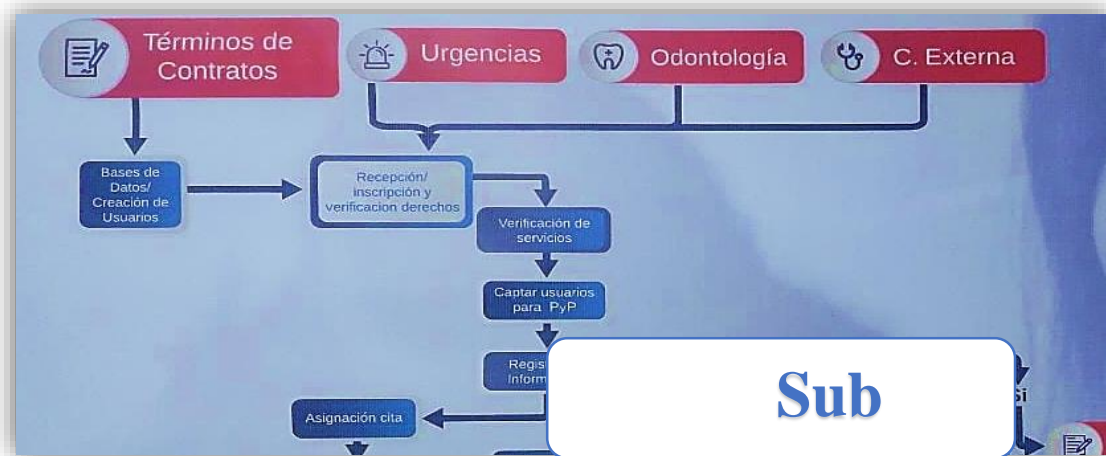 Términos de
Contratos
Urgencias
Odontología
C. Externa
Bases de
Datos/
Creación de
Usuarios
Recepción/
inscripción y
verificacion derechos
Verificación de
servicios
Captar usuarios
para PyP
Asignación cita
Sub